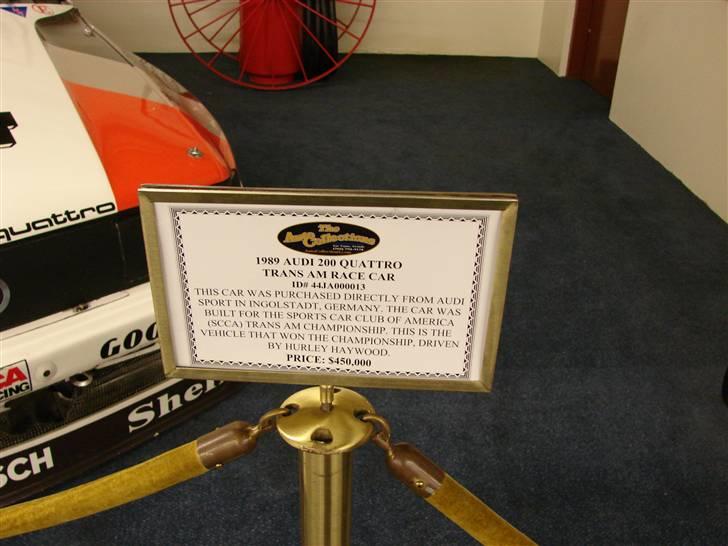 The
Auto Collections
1989 AUDI 200 QUATTRO
TRANS AM RACE CAR
ID# 44JA000013
THIS CAR WAS PURCHASED DIRECTLY FROM AUDI
SPORT IN INGOLSTADT, GERMANY. THE CAR WAS
BUILT FOR THE SPORTS CAR CLUB OF AMERICA
(SCCA) TRANS AM CHAMPIONSHIP. THIS IS THE
VEHICLE THAT WON THE CHAMPIONSHIP, DRIVEN
BY HURLEY HAYWOOD.
PRICE: $450,000
quattro
GOO
CA
CING
Shel
SCH